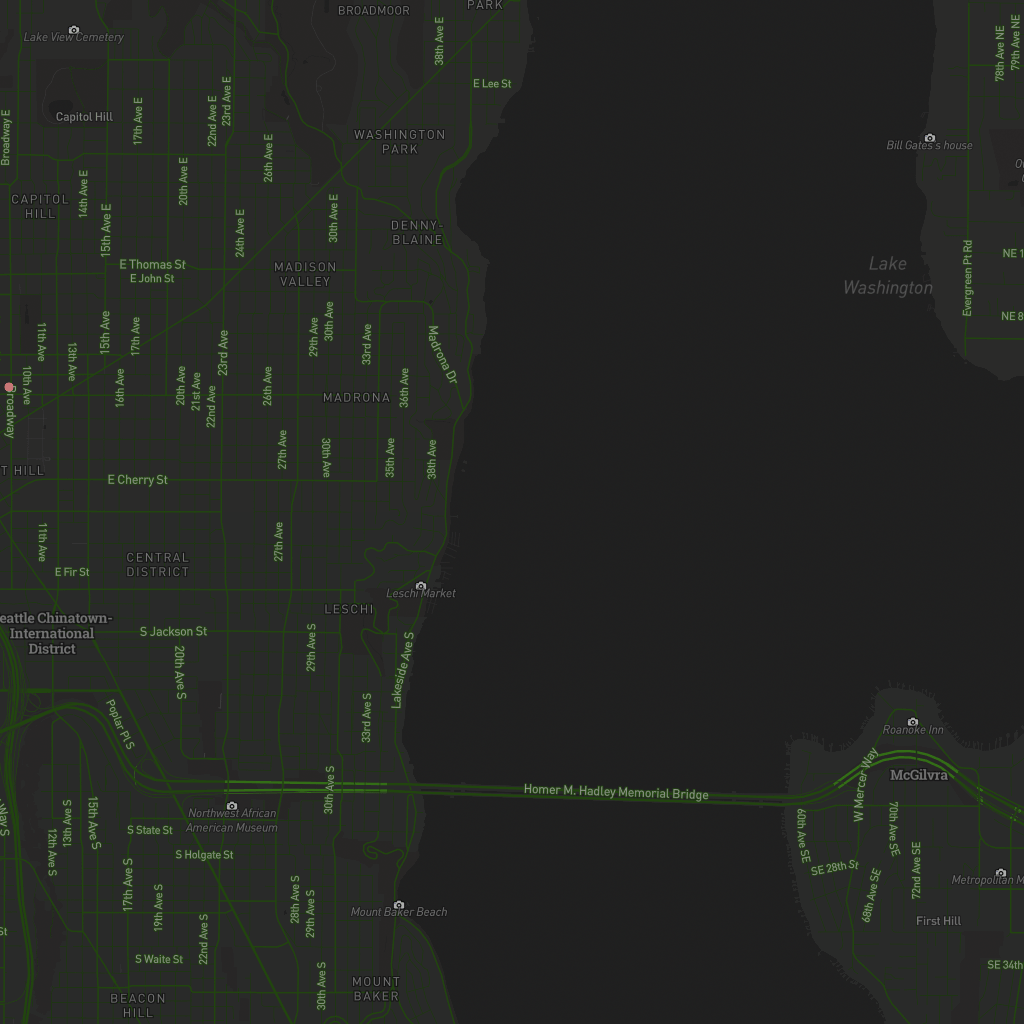 BROADMOOR
PARK
Lake View Cemetery
38th Ave E
78th Ave NE
79th Ave NE
E Lee St
Capitol Hill
17th Ave E
22nd Ave E
23rd Ave E
Broadway E
WASHINGTON
PARK
Bill Gates's house
26th Ave E
20th Ave E
14th Ave E
CAPITOL
HILL
15th Ave E
24th Ave E
30th Ave E
DENNY-
BLAINE
E Thomas St
E John St
MADISON
VALLEY
Lake
Washington
Evergreen Pt Rd
NE 1
NE 8
11th Ave
13th Ave
15th Ave
17th Ave
23rd Ave
29th Ave
30th Ave
33rd Ave
Madrona Dr
10th Ave
16th Ave
20th Ave
21st Ave
22nd Ave
26th Ave
MADRONA
36th Ave
Broadway
27th Ave
30th Ave
35th Ave
38th Ave
T HILL
E Cherry St
11th Ave
27th Ave
CENTRAL
DISTRICT
E Fir St
Leschi Market
LESCHI
eattle Chinatown-
International
District
S Jackson St
29th Ave S
20th Ave S
Lakeside Ave S
33rd Ave S
Poplar Pl S
Roanoke Inn
McGilvra
W Mercer Way
30th Ave S
Homer M. Hadley Memorial Bridge
Northwest African
American Museum
Way S
12th Ave S
13th Ave S
15th Ave S
S State St
S Holgate St
60th Ave SE
70th Ave SE
SE 28th St
68th Ave SE
72nd Ave SE
Metropolitan M
17th Ave S
19th Ave S
22nd Ave S
28th Ave S
29th Ave S
Mount Baker Beach
First Hill
St
S Waite St
30th Ave S
SE 34th
MOUNT
BAKER
BEACON
HILL